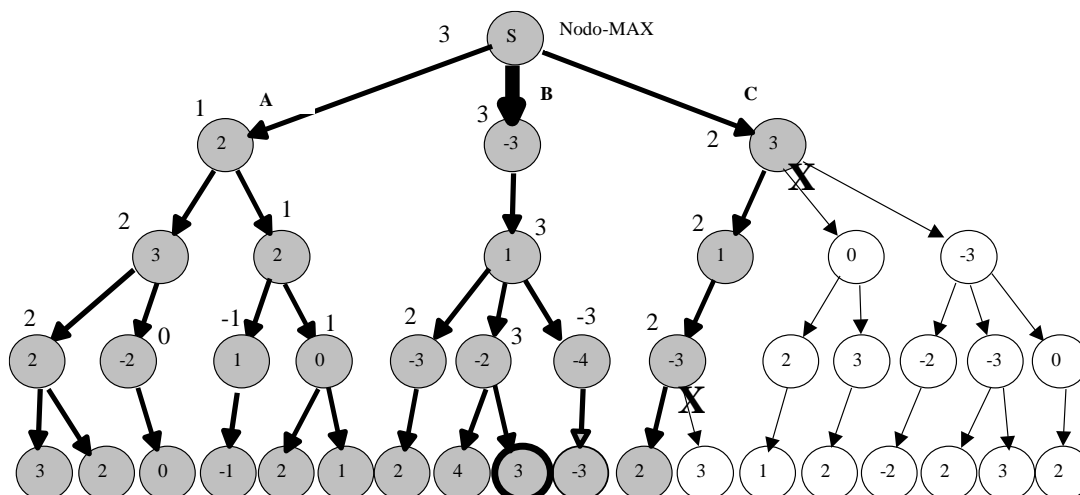 3 S Nodo-MAX
1 A 3 B C
2 -3 2 3 X
2 1 3 2
3 2 1 1 0 -3
2 0 -1 1 2 3 -3 2
2 -2 1 0 -3 -2 -4 -3 2 3 -2 -3 0
X
3 2 0 -1 2 1 2 4 3 -3 2 3 1 2 -2 2 3 2